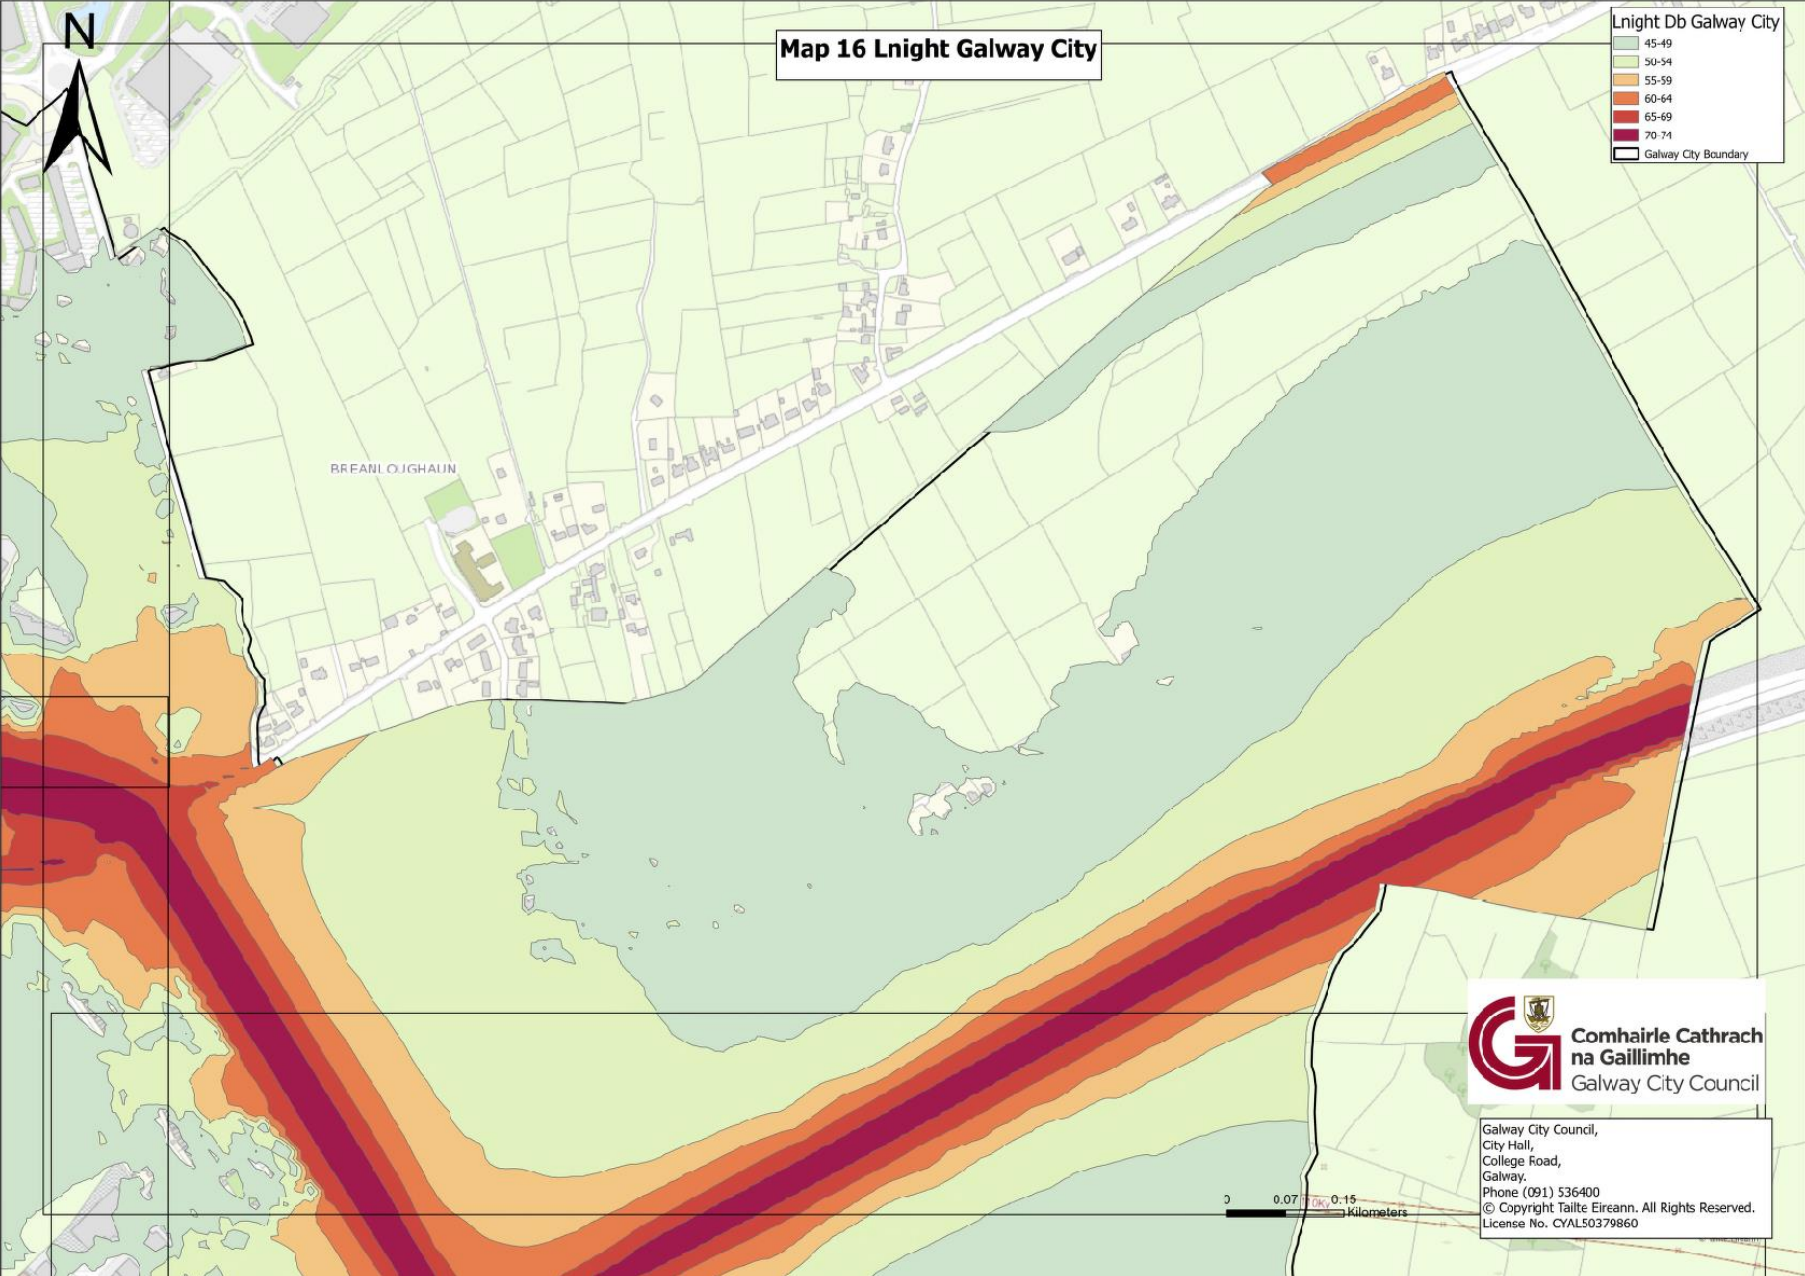 N
Map 16 Lnight Galway City
Lnight Db Galway City
45-49
50-54
55-59
60-64
65-69
70-74
Galway City Boundary
BREANLOUGHAUN
Comhairle Cathrach
na Gaillimhe
Galway City Council
Galway City Council,
City Hall,
College Road,
Galway.
Phone (091) 536400
© Copyright Tailte Eireann. All Rights Reserved.
License No. CYAL50379860
0 0.07 0.15
Kilometers